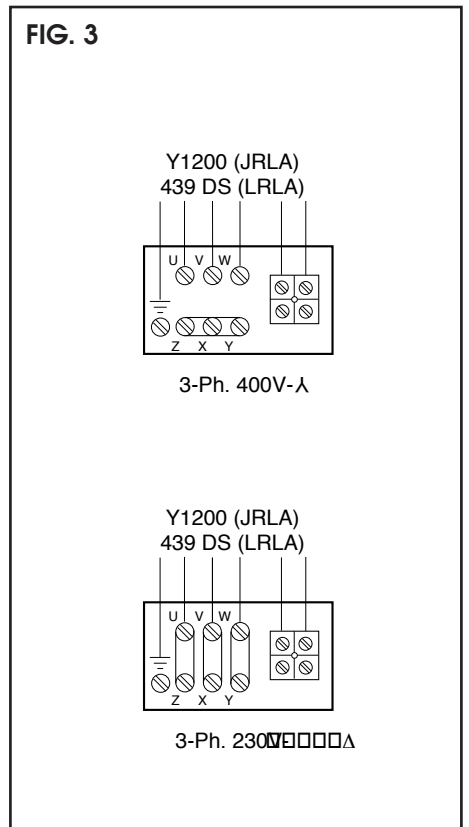 FIG. 3
Y1200 (JRLA)
439 DS (LRLA)
U V W
Z X Y
3-Ph. 400V-⅄
Y1200 (JRLA)
439 DS (LRLA)
U V W
Z X Y
3-Ph. 230V-□□□□□Δ